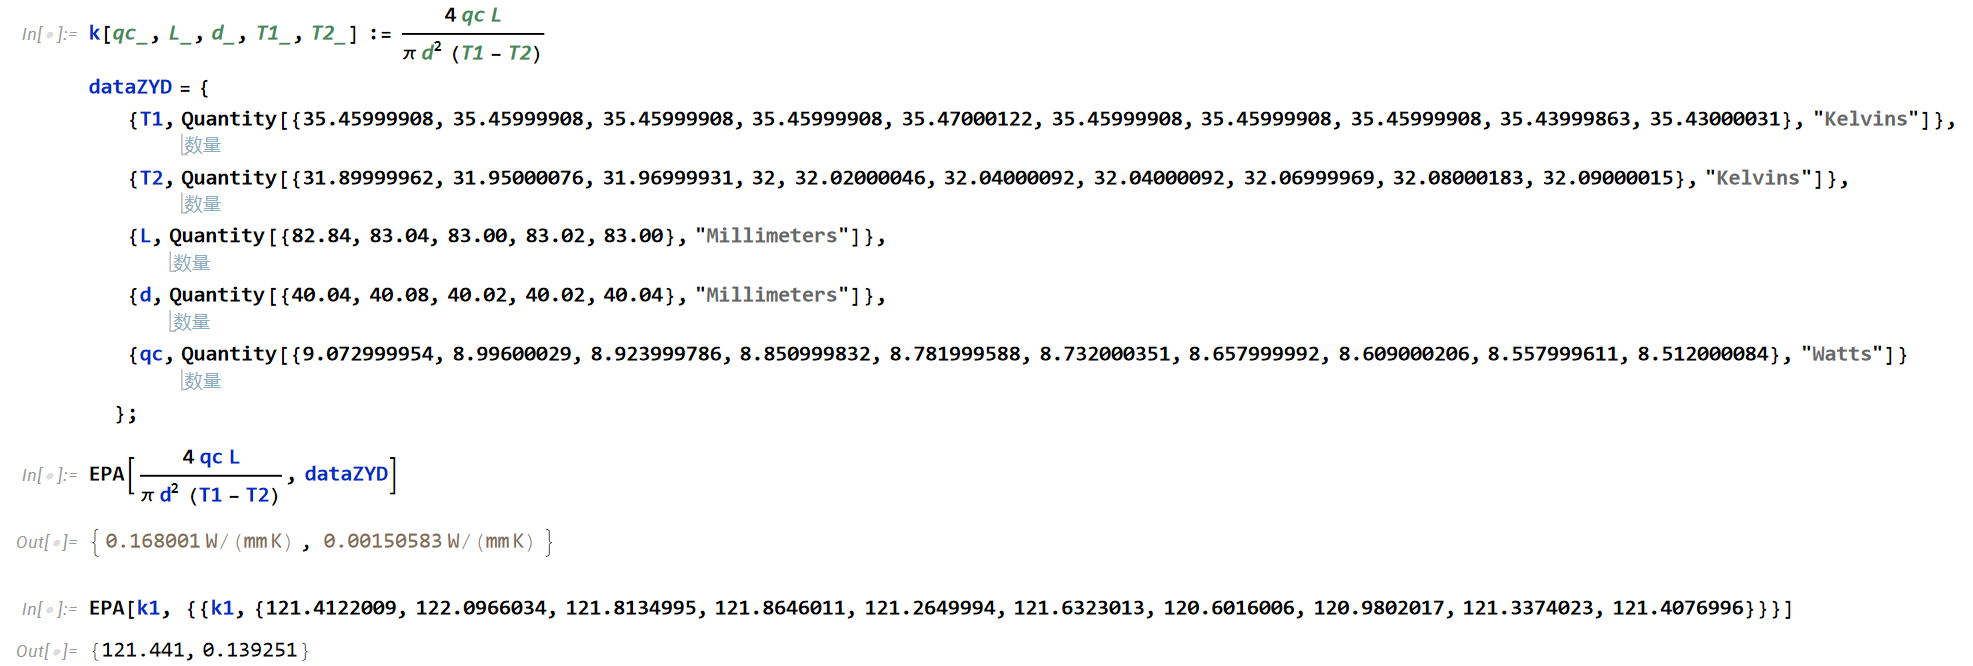 In[●]:= k[qc_, L_, d_, T1_, T2_] := 4 qc L / π d² (T1 - T2)
dataZYD = {
{T1, Quantity[{35.45999908, 35.45999908, 35.45999908, 35.45999908, 35.47000122, 35.45999908, 35.45999908, 35.45999908, 35.43999863, 35.43000031}, "Kelvins"]},
数量
{T2, Quantity[{31.89999962, 31.95000076, 31.96999931, 32, 32.02000046, 32.04000092, 32.04000092, 32.06999969, 32.08000183, 32.09000015}, "Kelvins"]},
数量
{L, Quantity[{82.84, 83.04, 83.00, 83.02, 83.00}, "Millimeters"]},
数量
{d, Quantity[{40.04, 40.08, 40.02, 40.02, 40.04}, "Millimeters"]},
数量
{qc, Quantity[{9.072999954, 8.99600029, 8.923999786, 8.850999832, 8.781999588, 8.732000351, 8.657999992, 8.609000206, 8.557999611, 8.512000084}, "Watts"]}
数量
};
In[●]:= EPA[4 qc L / π d² (T1 - T2), dataZYD]
Out[●]= {0.168001 W/(mm K), 0.00150583 W/(mm K)}
In[●]:= EPA[k1, {{k1, {121.4122009, 122.0966034, 121.8134995, 121.8646011, 121.2649994, 121.6323013, 120.6016006, 120.9802017, 121.3374023, 121.4076996}}}]
Out[●]= {121.441, 0.139251}